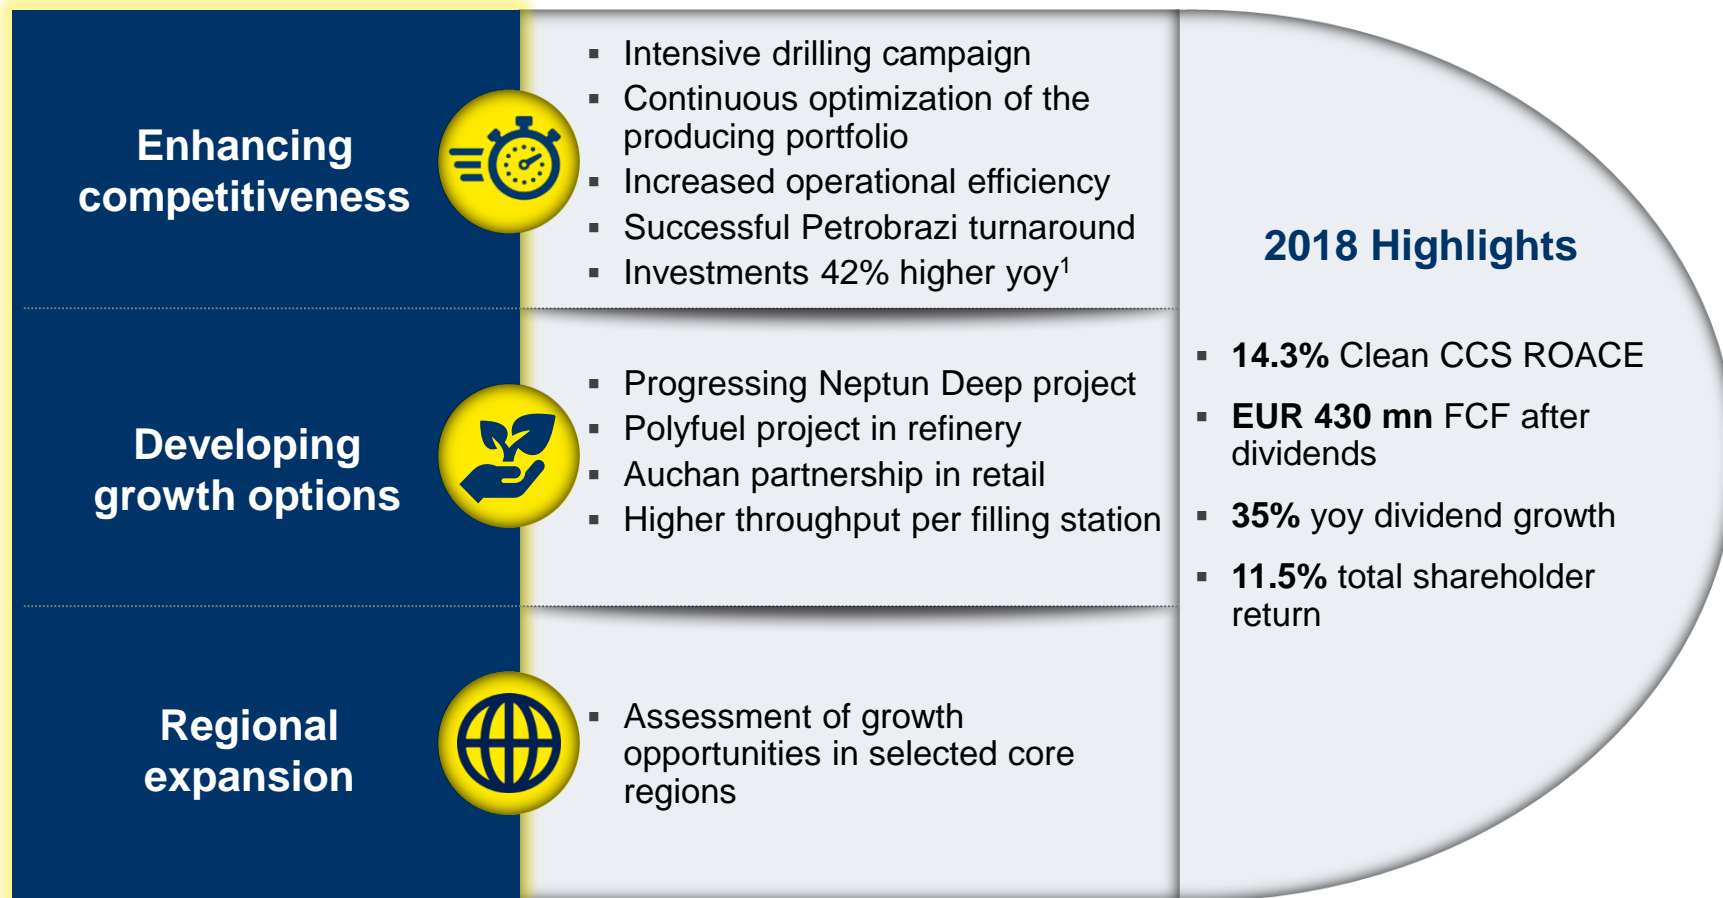 Enhancing
competitiveness
▪ Intensive drilling campaign
▪ Continuous optimization of the
producing portfolio
▪ Increased operational efficiency
▪ Successful Petrobrazi turnaround
▪ Investments 42% higher yoy¹
Developing
growth options
▪ Progressing Neptun Deep project
▪ Polyfuel project in refinery
▪ Auchan partnership in retail
▪ Higher throughput per filling station
Regional
expansion
▪ Assessment of growth
opportunities in selected core
regions
2018 Highlights
▪ 14.3% Clean CCS ROACE
▪ EUR 430 mn FCF after
dividends
▪ 35% yoy dividend growth
▪ 11.5% total shareholder
return